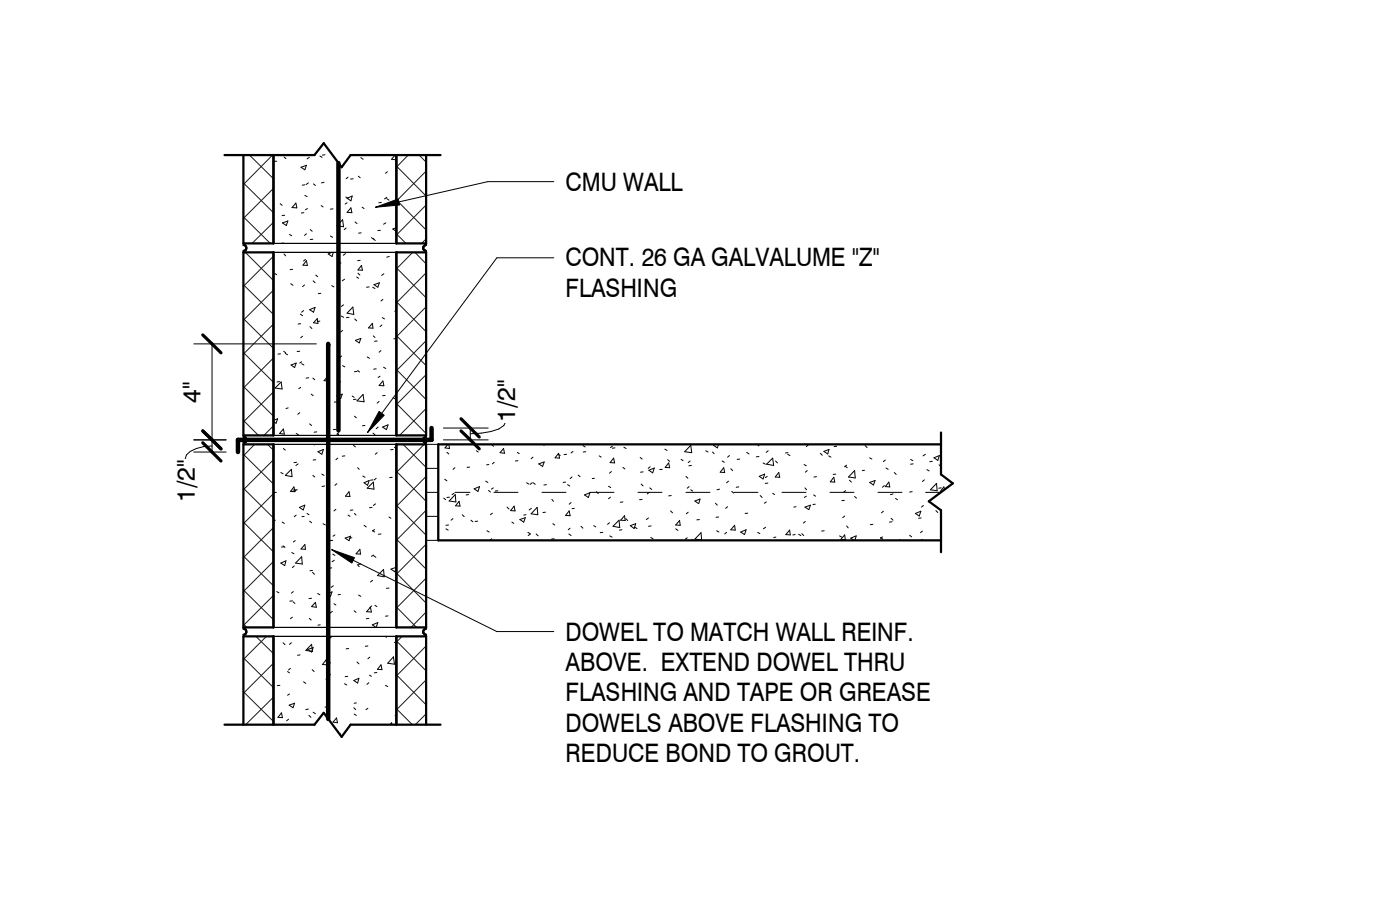 CMU WALL
CONT. 26 GA GALVALUME "Z"
FLASHING
4"
1/2"
1/2"
DOWEL TO MATCH WALL REINF.
ABOVE.  EXTEND DOWEL THRU
FLASHING AND TAPE OR GREASE
DOWELS ABOVE FLASHING TO
REDUCE BOND TO GROUT.